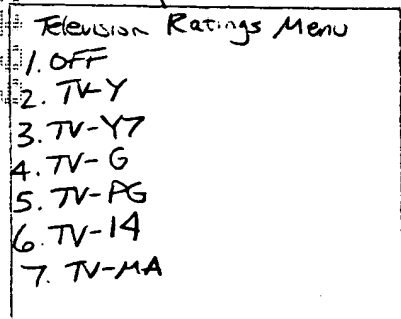 Television Ratings Menu
1. OFF
2. TV-Y
3. TV-Y7
4. TV-G
5. TV-PG
6. TV-14
7. TV-MA